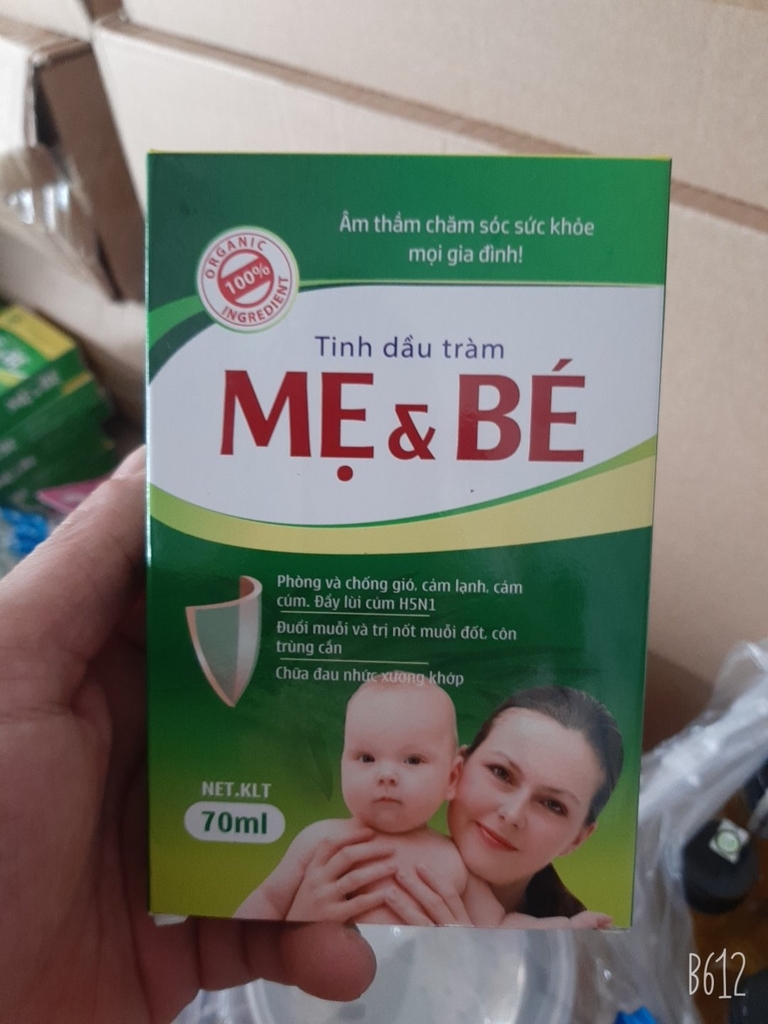 Âm thầm chăm sóc sức khỏe
mọi gia đình!
ORGANIC
100%
INGREDIENT
Tinh dầu tràm
MẸ & BÉ
Phòng và chống gió, cảm lạnh, cảm
cúm. Đẩy lùi cúm H5N1
Đuổi muỗi và trị nốt muỗi đốt, côn
trùng cắn
Chữa đau nhức xương khớp
NET.KLT
70ml
B612